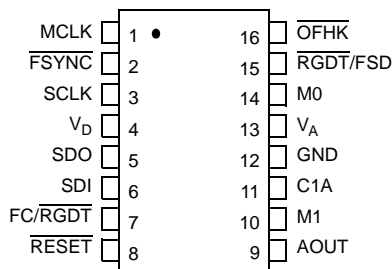 MCLK 1 16 OFHK
FSYNC 2 15 RGDT/FSD
SCLK 3 14 M0
VD 4 13 VA
SDO 5 12 GND
SDI 6 11 C1A
FC/RGDT 7 10 M1
RESET 8 9 AOUT